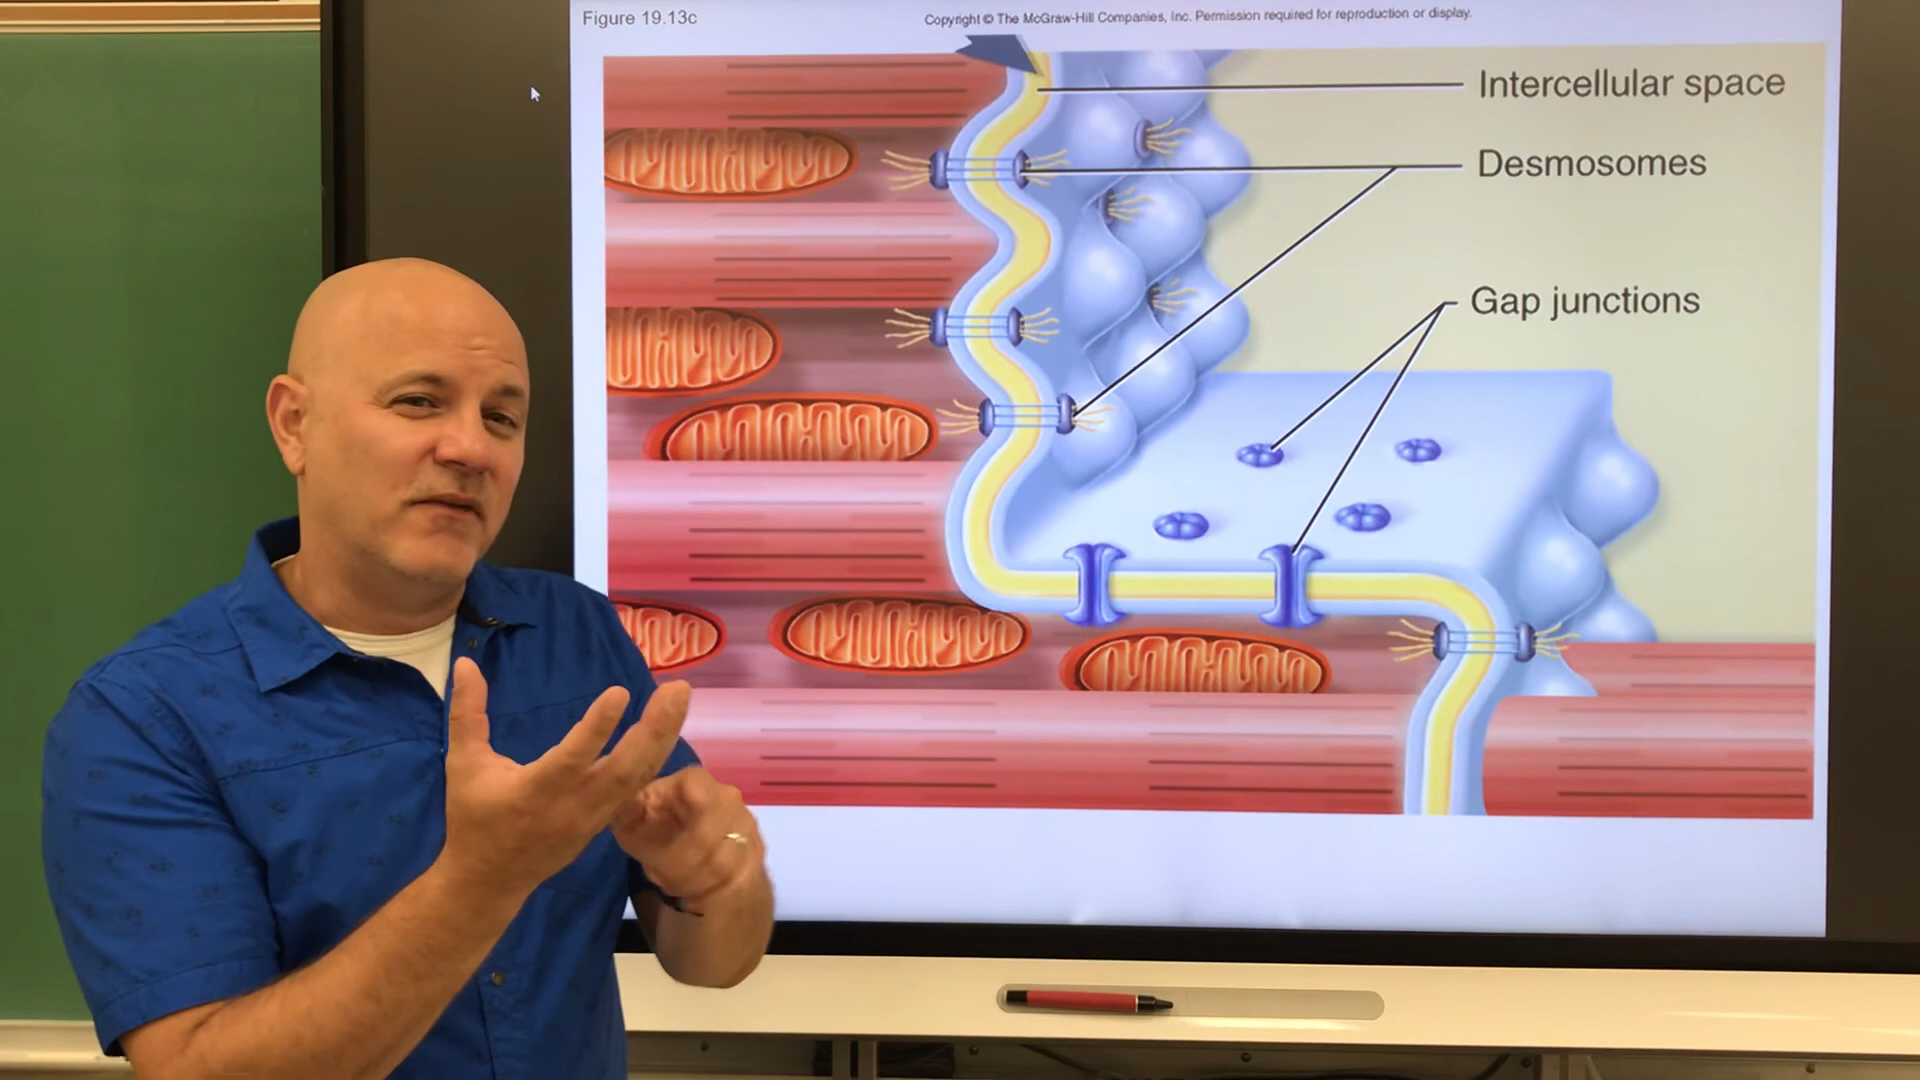 Figure 19.13c
Copyright © The McGraw-Hill Companies, Inc. Permission required for reproduction or display.
Intercellular space
Desmosomes
Gap junctions